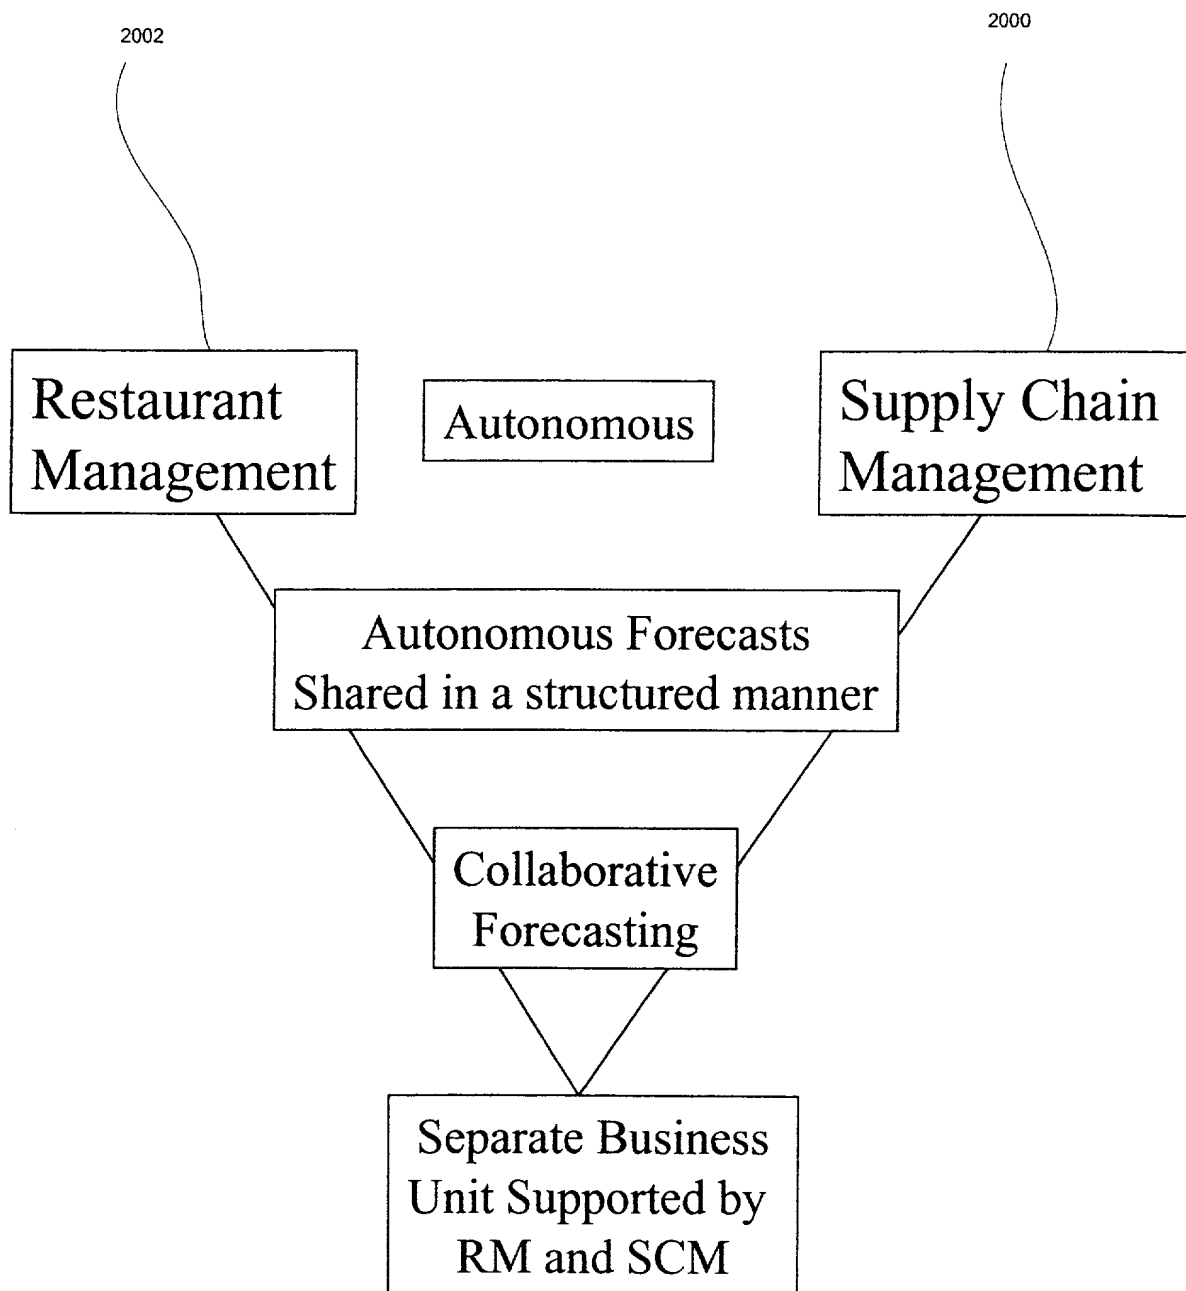 2002
2000
Restaurant
Management
Autonomous
Supply Chain
Management
Autonomous Forecasts
Shared in a structured manner
Collaborative
Forecasting
Separate Business
Unit Supported by
RM and SCM